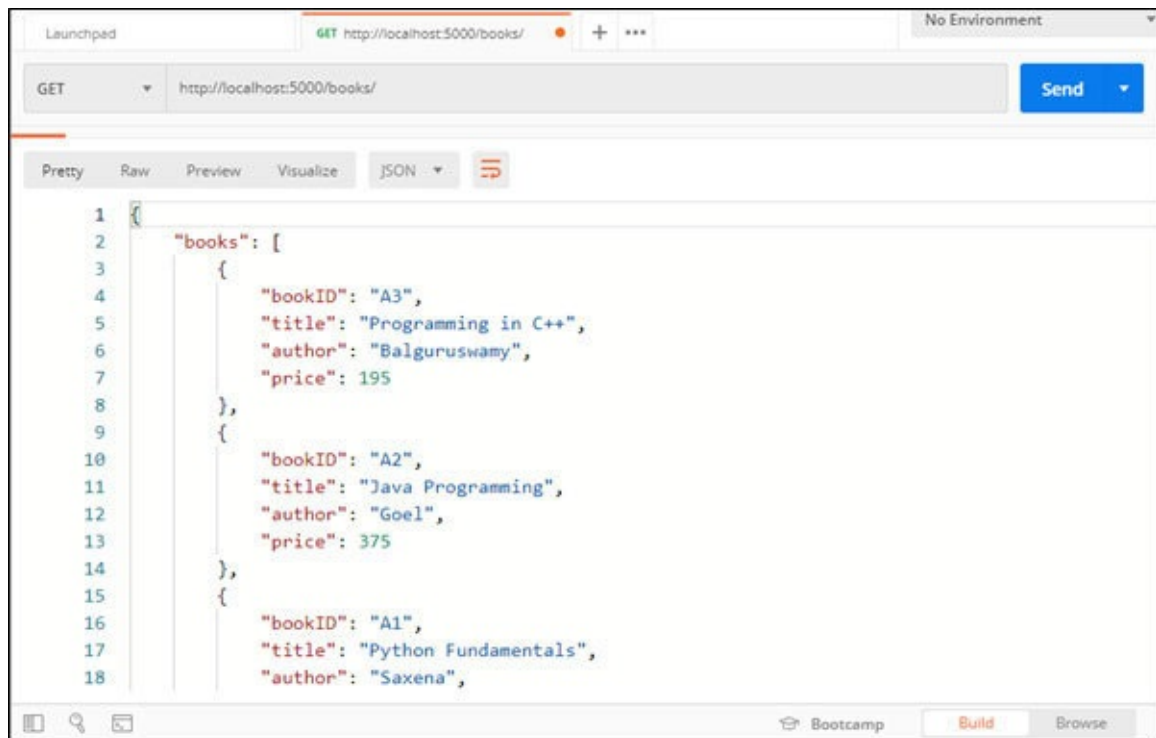 Launchpad
GET http://localhost:5000/books/
+
•••
No Environment
GET
http://localhost:5000/books/
Send
Pretty
Raw
Preview
Visualize
JSON
1 {
2 "books": [
3 {
4 "bookID": "A3",
5 "title": "Programming in C++",
6 "author": "Balguruswamy",
7 "price": 195
8 },
9 {
10 "bookID": "A2",
11 "title": "Java Programming",
12 "author": "Goel",
13 "price": 375
14 },
15 {
16 "bookID": "A1",
17 "title": "Python Fundamentals",
18 "author": "Saxena",
Bootcamp
Build
Browse